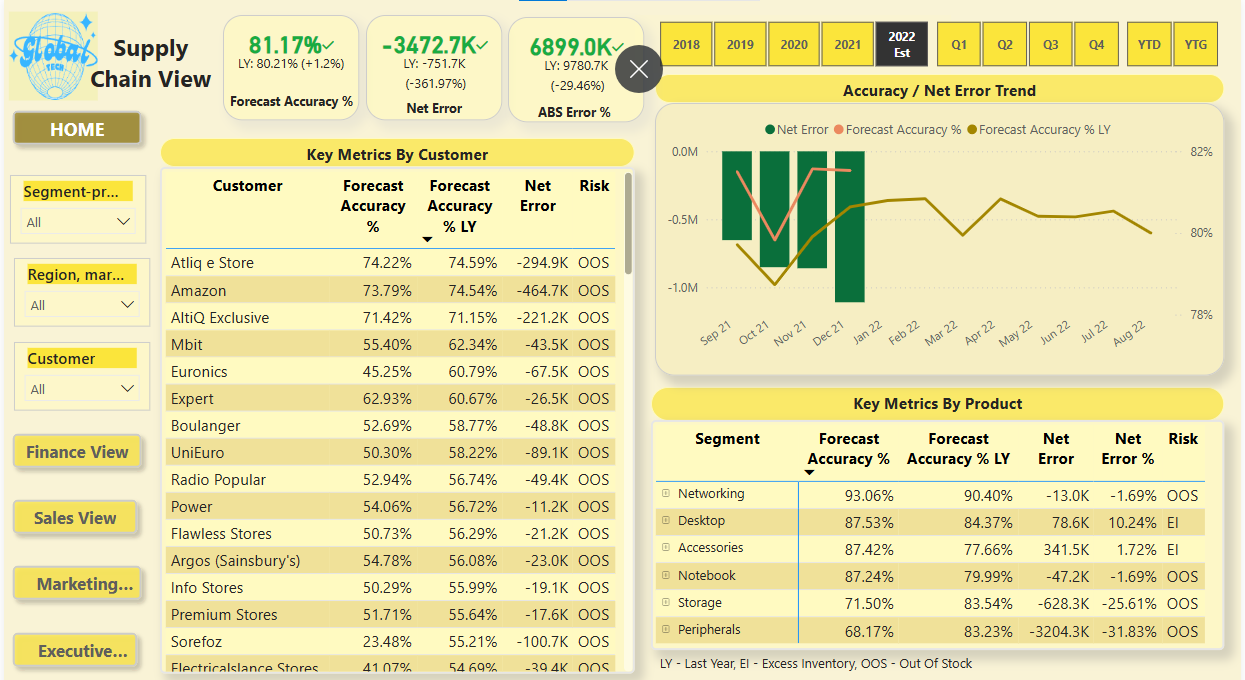 Global
TECH
Supply
Chain View
81.17%
LY: 80.21% (+1.2%)
Forecast Accuracy %
-3472.7K
LY: -751.7K
(-361.97%)
Net Error
6899.0K
LY: 9780.7K
(-29.46%)
ABS Error %
2018
2019
2020
2021
2022
Est
Q1
Q2
Q3
Q4
YTD
YTG
HOME
Segment-pr...
All
Region, mar...
All
Customer
All
Finance View
Sales View
Marketing...
Executive...
Key Metrics By Customer
Customer Forecast Accuracy % Forecast Accuracy % LY Net Error Risk
Atliq e Store 74.22% 74.59% -294.9K OOS
Amazon 73.79% 74.54% -464.7K OOS
AltiQ Exclusive 71.42% 71.15% -221.2K OOS
Mbit 55.40% 62.34% -43.5K OOS
Euronics 45.25% 60.79% -67.5K OOS
Expert 62.93% 60.67% -26.5K OOS
Boulanger 52.69% 58.77% -48.8K OOS
UniEuro 50.30% 58.22% -89.1K OOS
Radio Popular 52.94% 56.74% -49.4K OOS
Power 54.06% 56.72% -11.2K OOS
Flawless Stores 50.73% 56.29% -21.2K OOS
Argos (Sainsbury's) 54.78% 56.08% -23.0K OOS
Info Stores 50.29% 55.99% -19.1K OOS
Premium Stores 51.71% 55.64% -17.6K OOS
Sorefoz 23.48% 55.21% -100.7K OOS
Electricalslance Stores 41.07% 54.69% -39.4K OOS
Accuracy / Net Error Trend
Net Error Forecast Accuracy % Forecast Accuracy % LY
0.0M
-0.5M
-1.0M
82%
80%
78%
Sep 21 Oct 21 Nov 21 Dec 21 Jan 22 Feb 22 Mar 22 Apr 22 May 22 Jun 22 Jul 22 Aug 22
Key Metrics By Product
Segment Forecast Accuracy % Forecast Accuracy % LY Net Error Net Error % Risk
Networking 93.06% 90.40% -13.0K -1.69% OOS
Desktop 87.53% 84.37% 78.6K 10.24% EI
Accessories 87.42% 77.66% 341.5K 1.72% EI
Notebook 87.24% 79.99% -47.2K -1.69% OOS
Storage 71.50% 83.54% -628.3K -25.61% OOS
Peripherals 68.17% 83.23% -3204.3K -31.83% OOS
LY - Last Year, EI - Excess Inventory, OOS - Out Of Stock